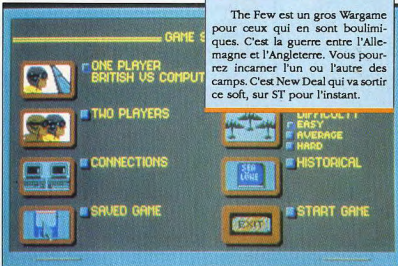 The Few est un gros Wargame
pour ceux qui en sont boulimi-
ques. C'est la guerre entre l'Alle-
magne et l'Angleterre. Vous pour-
rez incarner l'un ou l'autre des
camps. C'est New Deal qui va sortir
ce soft, sur ST pour l'instant.
GAME S
ONE PLAYER
BRITISH VS COMPUT
TWO PLAYERS
CONNECTIONS
SAVED GAME
DIFFICULTY
EASY
AVERAGE
HARD
HISTORICAL
START GAME
EXIT